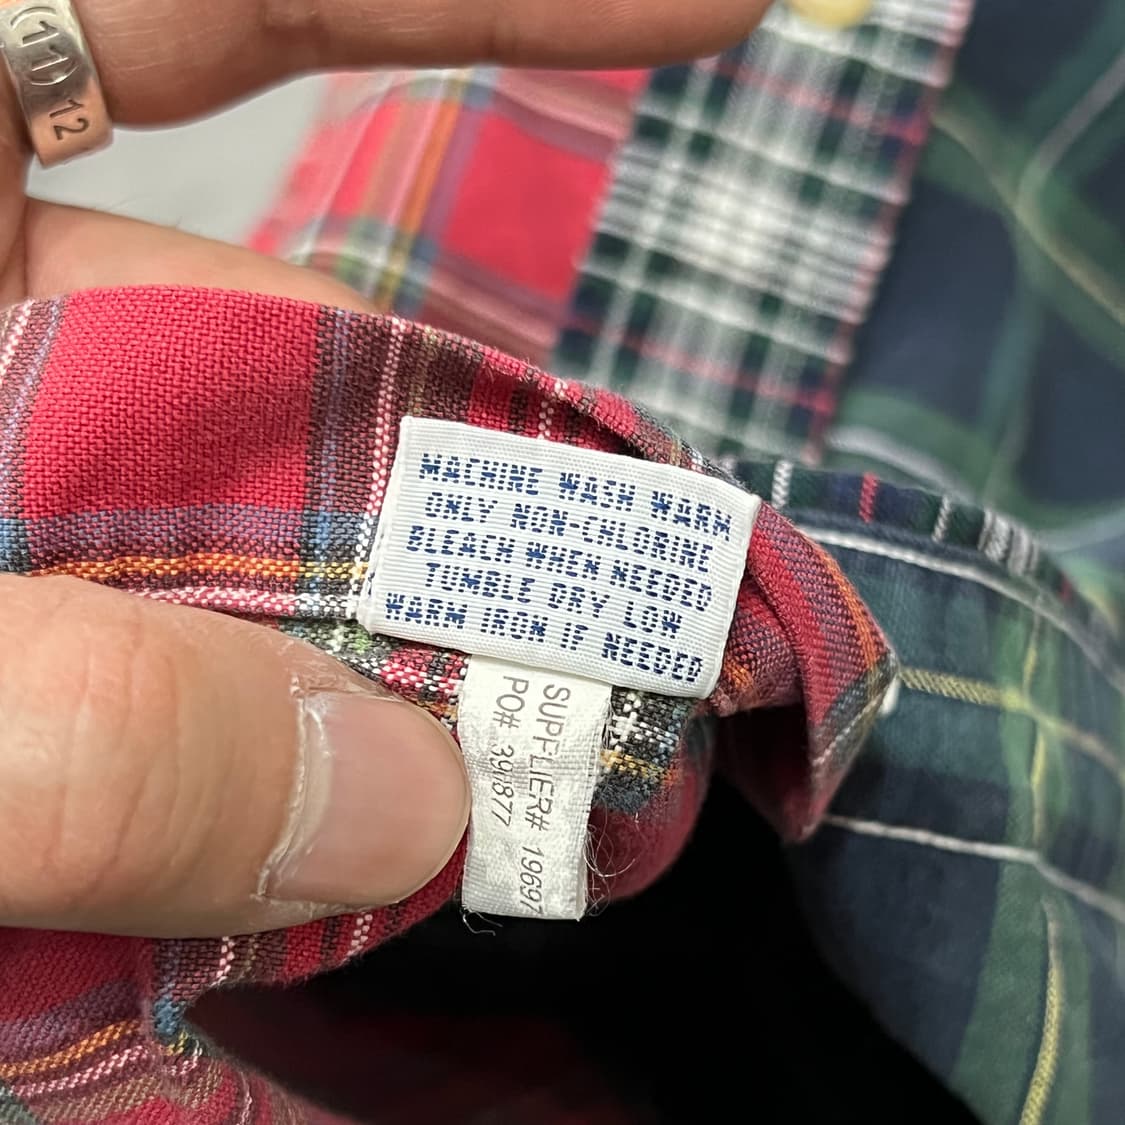 (11) 12
MACHINE WASH WARM
ONLY NON-CHLORINE
BLEACH WHEN NEEDED
TUMBLE DRY LOW
WARM IRON IF NEEDED
SUPPLIER# 19697
PO# 391877